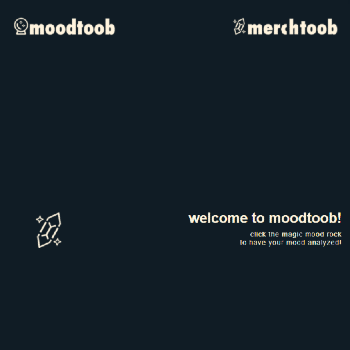 moodtoob
merchtoob
welcome to moodtoob!
click the magic mood rock
to have your mood analyzed!